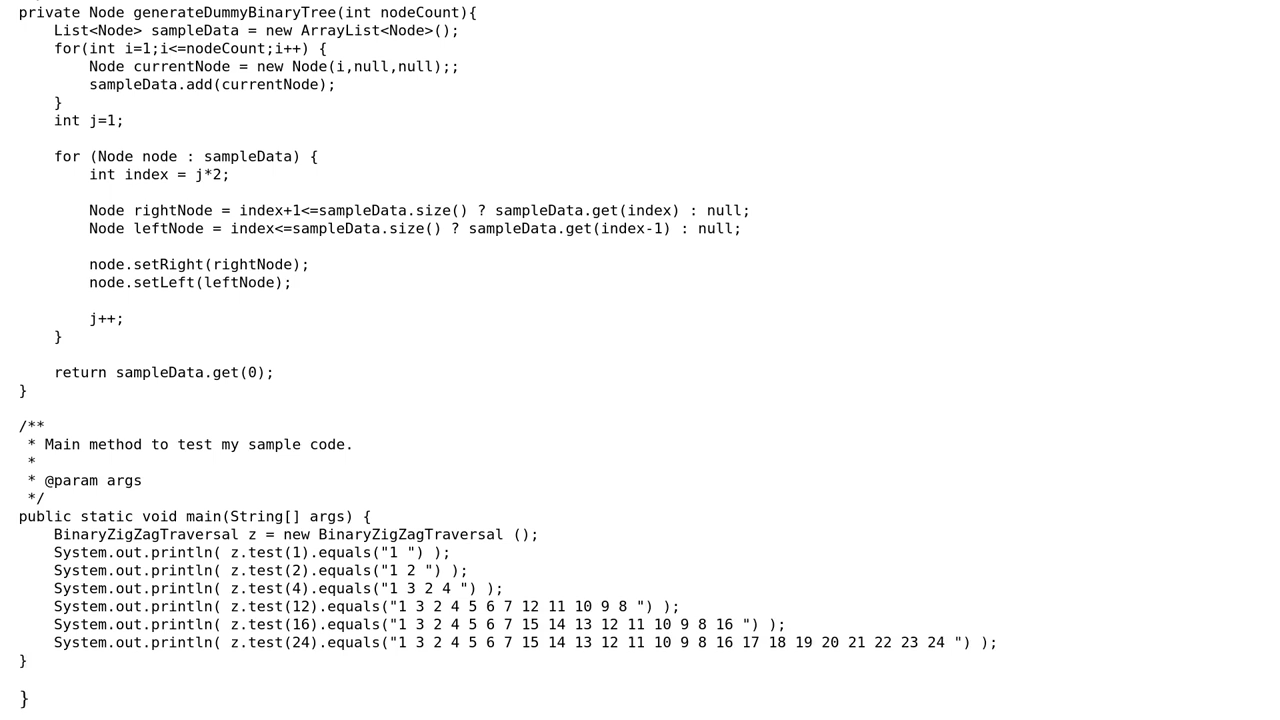 private Node generateDummyBinaryTree(int nodeCount){
    List<Node> sampleData = new ArrayList<Node>();
    for(int i=1;i<=nodeCount;i++) {
        Node currentNode = new Node(i,null,null);;
        sampleData.add(currentNode);
    }
    int j=1;

    for (Node node : sampleData) {
        int index = j*2;

        Node rightNode = index+1<=sampleData.size() ? sampleData.get(index) : null;
        Node leftNode = index<=sampleData.size() ? sampleData.get(index-1) : null;

        node.setRight(rightNode);
        node.setLeft(leftNode);

        j++;
    }

    return sampleData.get(0);
}

/**
 * Main method to test my sample code.
 *
 * @param args
 */
public static void main(String[] args) {
    BinaryZigZagTraversal z = new BinaryZigZagTraversal ();
    System.out.println( z.test(1).equals("1 ") );
    System.out.println( z.test(2).equals("1 2 ") );
    System.out.println( z.test(4).equals("1 3 2 4 ") );
    System.out.println( z.test(12).equals("1 3 2 4 5 6 7 12 11 10 9 8 ") );
    System.out.println( z.test(16).equals("1 3 2 4 5 6 7 15 14 13 12 11 10 9 8 16 ") );
    System.out.println( z.test(24).equals("1 3 2 4 5 6 7 15 14 13 12 11 10 9 8 16 17 18 19 20 21 22 23 24 ") );
}

}